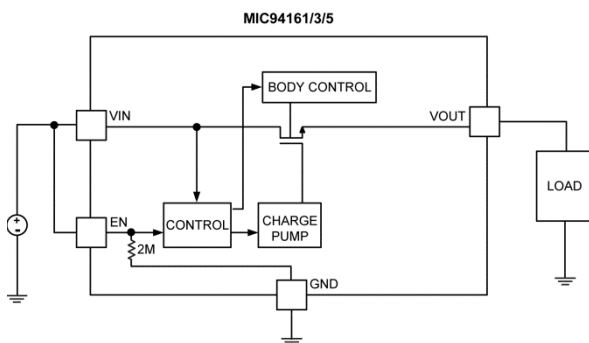 MIC94161/3/5
BODY CONTROL
VIN
VOUT
EN
CONTROL
CHARGE
PUMP
2M
LOAD
GND
+
-